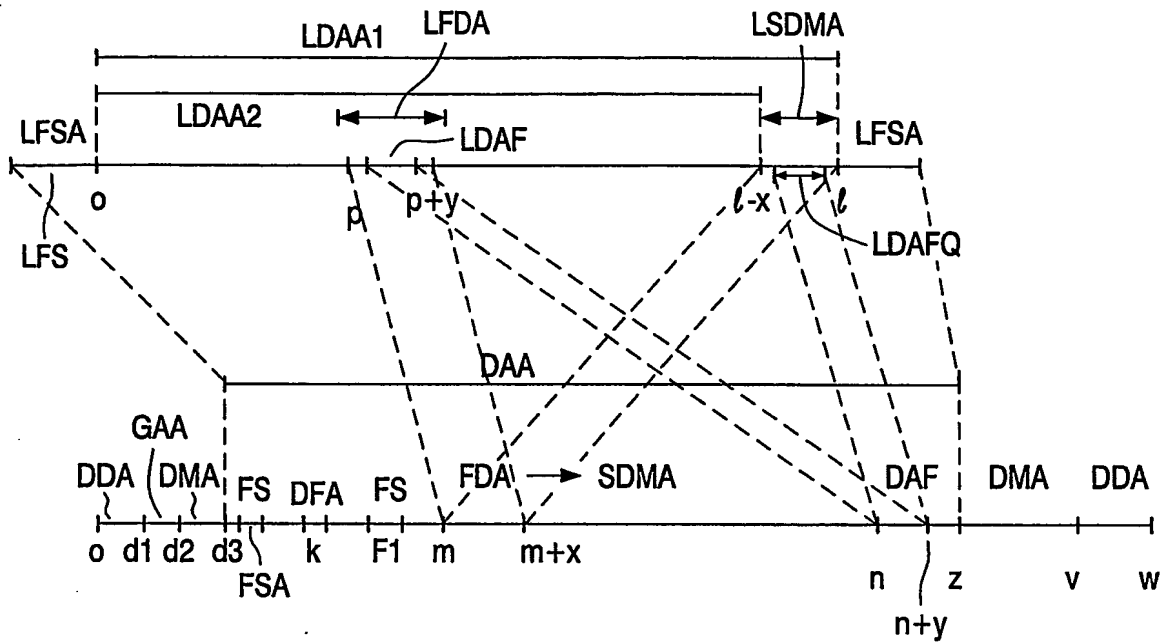 LFDA LSDMA
LDAA1
LDAA2
LFSA LDAF LFSA
o p p+y ℓ-x ℓ
LFS LDAFQ
DAA
GAA
DDA DMA FS DFA FS FDA SDMA DAF DMA DDA
o d1 d2 d3 k F1 m m+x n z v w
FSA
n+y